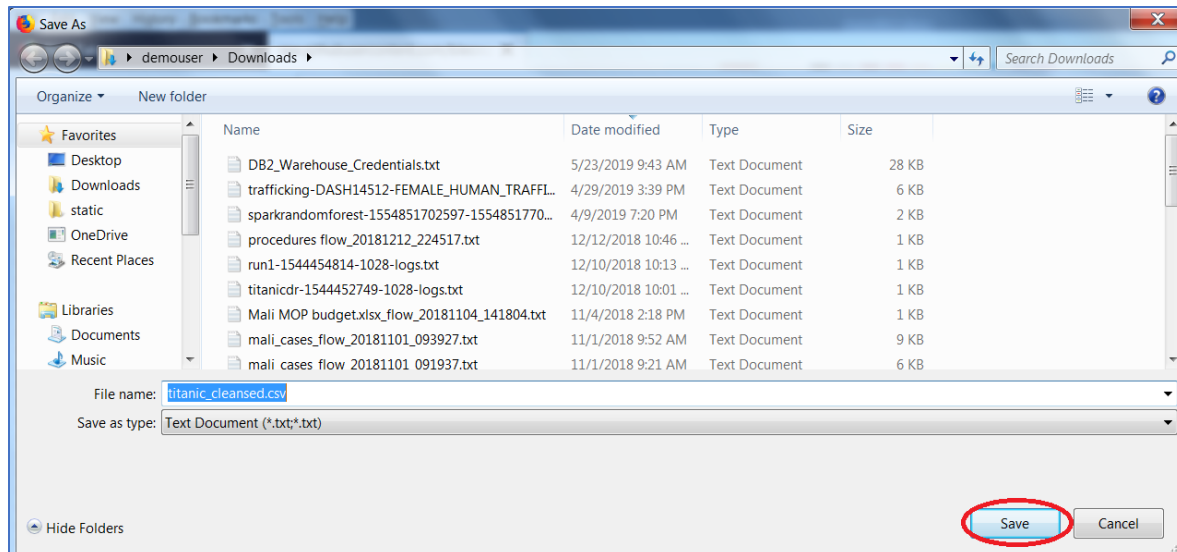 Save As
demouser Downloads Search Downloads
Organize New folder
Name Date modified Type Size
Favorites
Desktop DB2_Warehouse_Credentials.txt 5/23/2019 9:43 AM Text Document 28 KB
Downloads trafficking-DASH14512-FEMALE_HUMAN_TRAFFI... 4/29/2019 3:39 PM Text Document 6 KB
static sparkrandomforest-1554851702597-1554851770... 4/9/2019 7:20 PM Text Document 2 KB
OneDrive procedures flow_20181212_224517.txt 12/12/2018 10:46 ... Text Document 1 KB
Recent Places run1-1544454814-1028-logs.txt 12/10/2018 10:13 ... Text Document 1 KB
titanicdr-1544452749-1028-logs.txt 12/10/2018 10:01 ... Text Document 1 KB
Libraries Mali MOP budget.xlsx_flow_20181104_141804.txt 11/4/2018 2:18 PM Text Document 1 KB
Documents mali_cases_flow_20181101_093927.txt 11/1/2018 9:52 AM Text Document 9 KB
Music mali_cases_flow_20181101_091937.txt 11/1/2018 9:21 AM Text Document 6 KB
File name: titanic_cleansed.csv
Save as type: Text Document (*.txt;*.txt)
Hide Folders Save Cancel